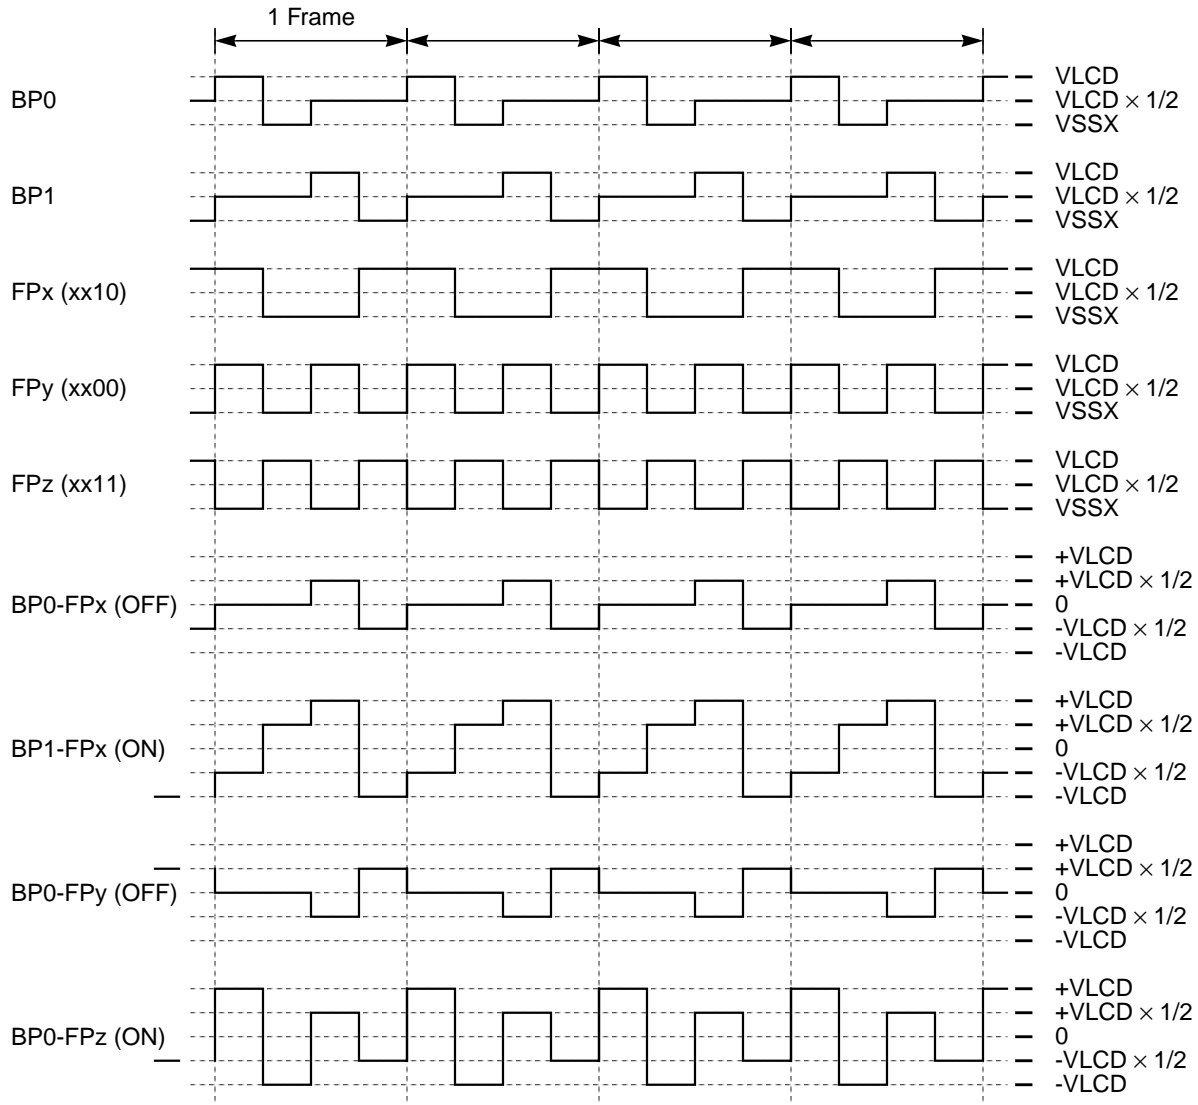 1 Frame
BP0
VLCD
VLCD × 1/2
VSSX
BP1
VLCD
VLCD × 1/2
VSSX
FPx (xx10)
VLCD
VLCD × 1/2
VSSX
FPy (xx00)
VLCD
VLCD × 1/2
VSSX
FPz (xx11)
VLCD
VLCD × 1/2
VSSX
BP0-FPx (OFF)
+VLCD
+VLCD × 1/2
0
-VLCD × 1/2
-VLCD
BP1-FPx (ON)
+VLCD
+VLCD × 1/2
0
-VLCD × 1/2
-VLCD
BP0-FPy (OFF)
+VLCD
+VLCD × 1/2
0
-VLCD × 1/2
-VLCD
BP0-FPz (ON)
+VLCD
+VLCD × 1/2
0
-VLCD × 1/2
-VLCD